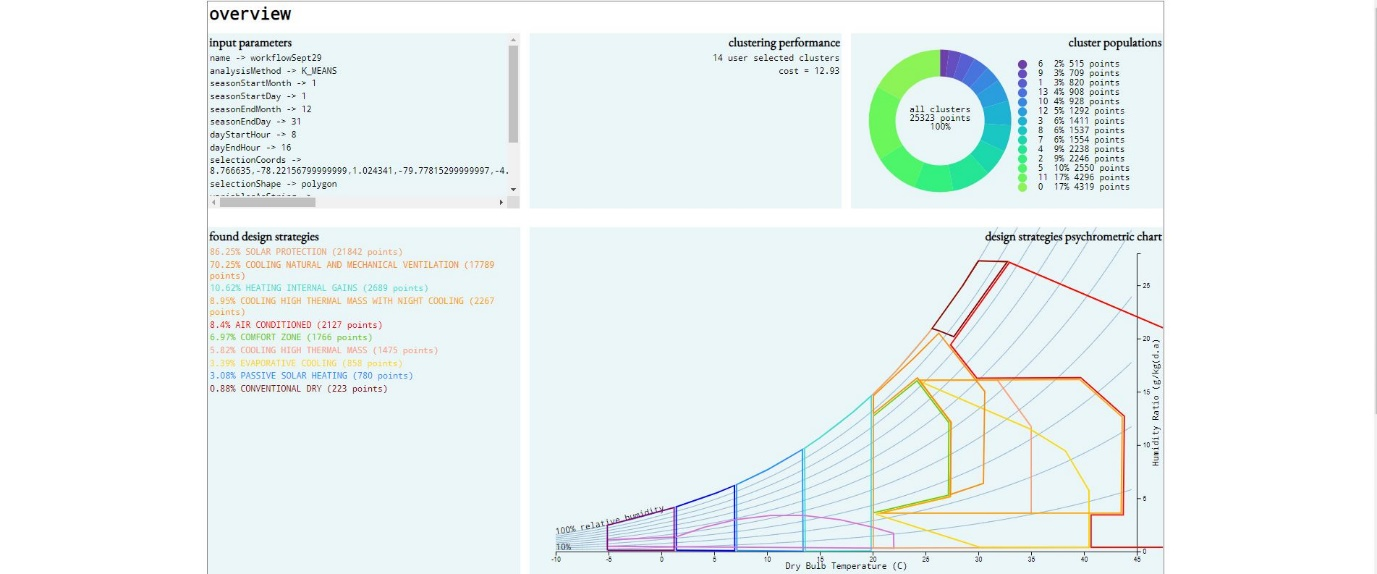 overview
input parameters
name -> workflowSept29
analysisMethod -> K_MEANS
seasonStartMonth -> 1
seasonStartDay -> 1
seasonEndMonth -> 12
seasonEndDay -> 31
dayStartHour -> 8
dayEndHour -> 16
selectionCoords ->
8.766635,-78.22156799999999,1.024341,-79.77815299999997,-4.
selectionShape -> polygon
clustering performance
14 user selected clusters
cost = 12.93
cluster populations
all clusters
25323 points
100%
6 2% 515 points
9 3% 709 points
1 3% 820 points
13 4% 908 points
10 4% 928 points
12 5% 1292 points
3 6% 1411 points
8 6% 1537 points
7 6% 1554 points
4 9% 2238 points
2 9% 2246 points
5 10% 2550 points
11 17% 4296 points
0 17% 4319 points
found design strategies
86.25% SOLAR PROTECTION (21842 points)
70.25% COOLING NATURAL AND MECHANICAL VENTILATION (17789
points)
10.62% HEATING INTERNAL GAINS (2689 points)
8.95% COOLING HIGH THERMAL MASS WITH NIGHT COOLING (2267
points)
8.4% AIR CONDITIONED (2127 points)
6.97% COMFORT ZONE (1766 points)
5.82% COOLING HIGH THERMAL MASS (1475 points)
3.39% EVAPORATIVE COOLING (858 points)
3.08% PASSIVE SOLAR HEATING (780 points)
0.88% CONVENTIONAL DRY (223 points)
design strategies psychrometric chart
25
20
15
10
5
0
Humidity Ratio (g/kg(d.a)
100% relative humidity
10%
-10 -5 0 5 10 15 20 25 30 35 40 45
Dry Bulb Temperature (C)